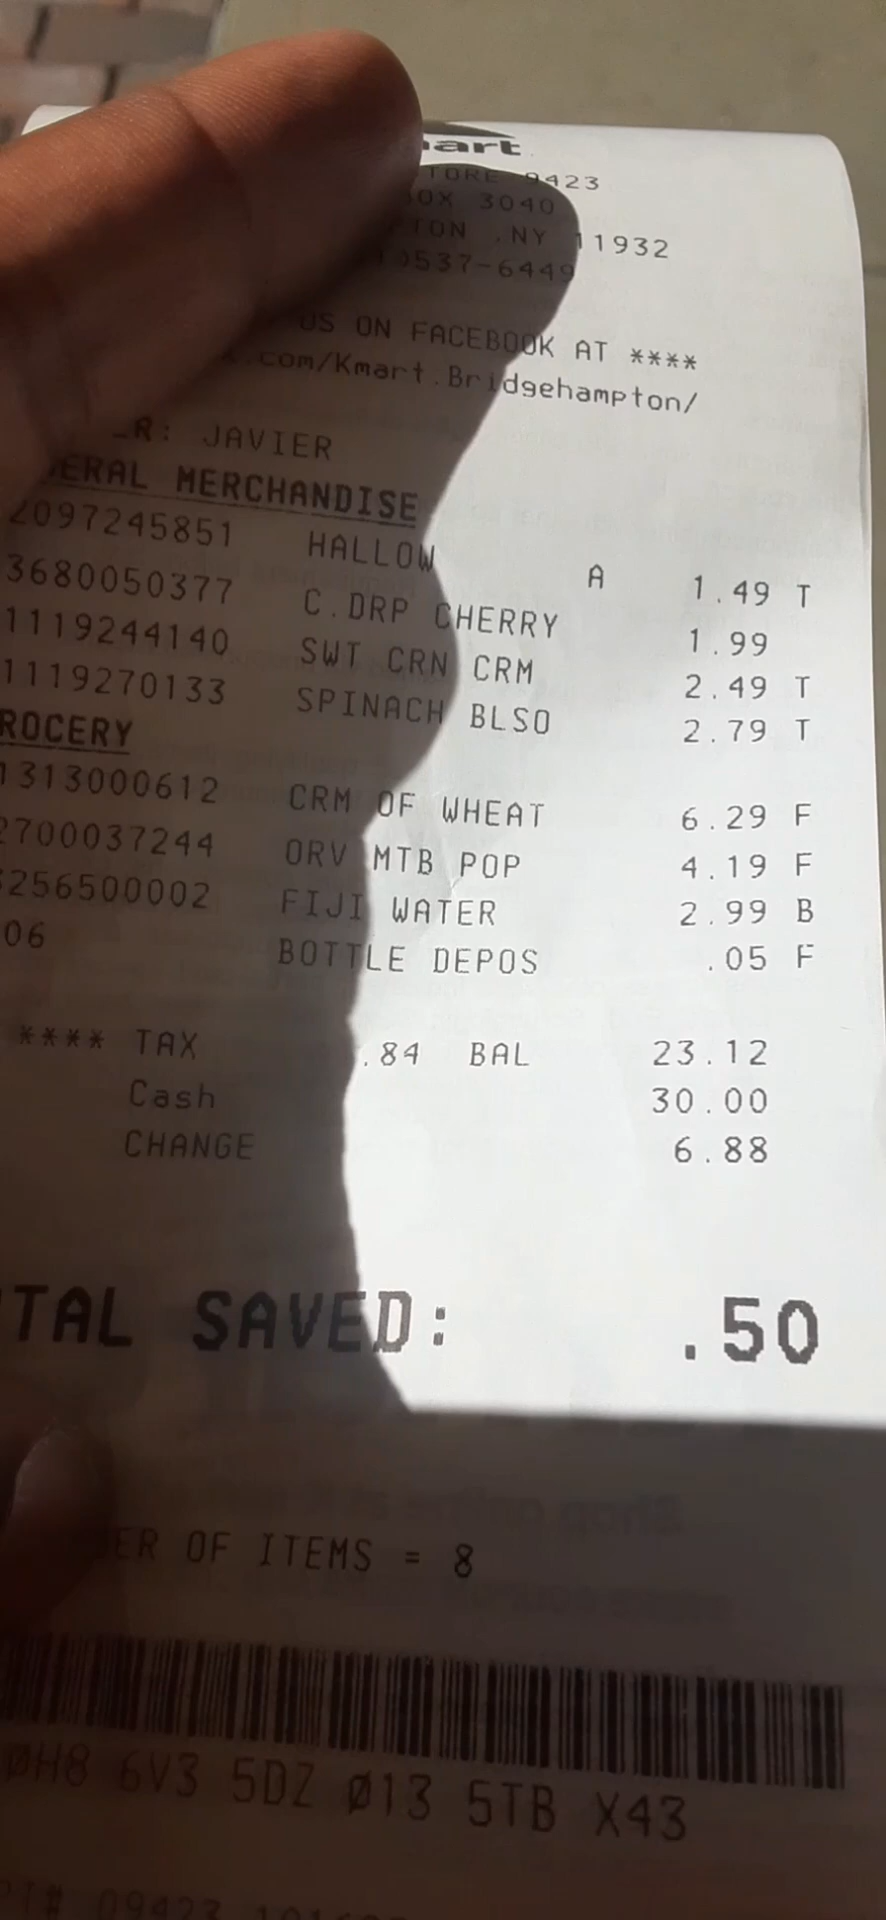 art
TORE 9423
BOX 3040
TON ,NY 11932
537-6449
US ON FACEBOOK AT ****
.com/Kmart.Bridgehampton/
R: JAVIER
ERAL MERCHANDISE
2097245851 HALLOW A 1.49 T
3680050377 C.DRP CHERRY 1.99
1119244140 SWT CRN CRM 2.49 T
1119270133 SPINACH BLSO 2.79 T
ROCERY
1313000612 CRM OF WHEAT 6.29 F
2700037244 ORV MTB POP 4.19 F
3256500002 FIJI WATER 2.99 B
06 BOTTLE DEPOS .05 F
**** TAX .84 BAL 23.12
Cash 30.00
CHANGE 6.88
TAL SAVED: .50
ER OF ITEMS = 8
0H8 6V3 5DZ 013 5TB X43
09423